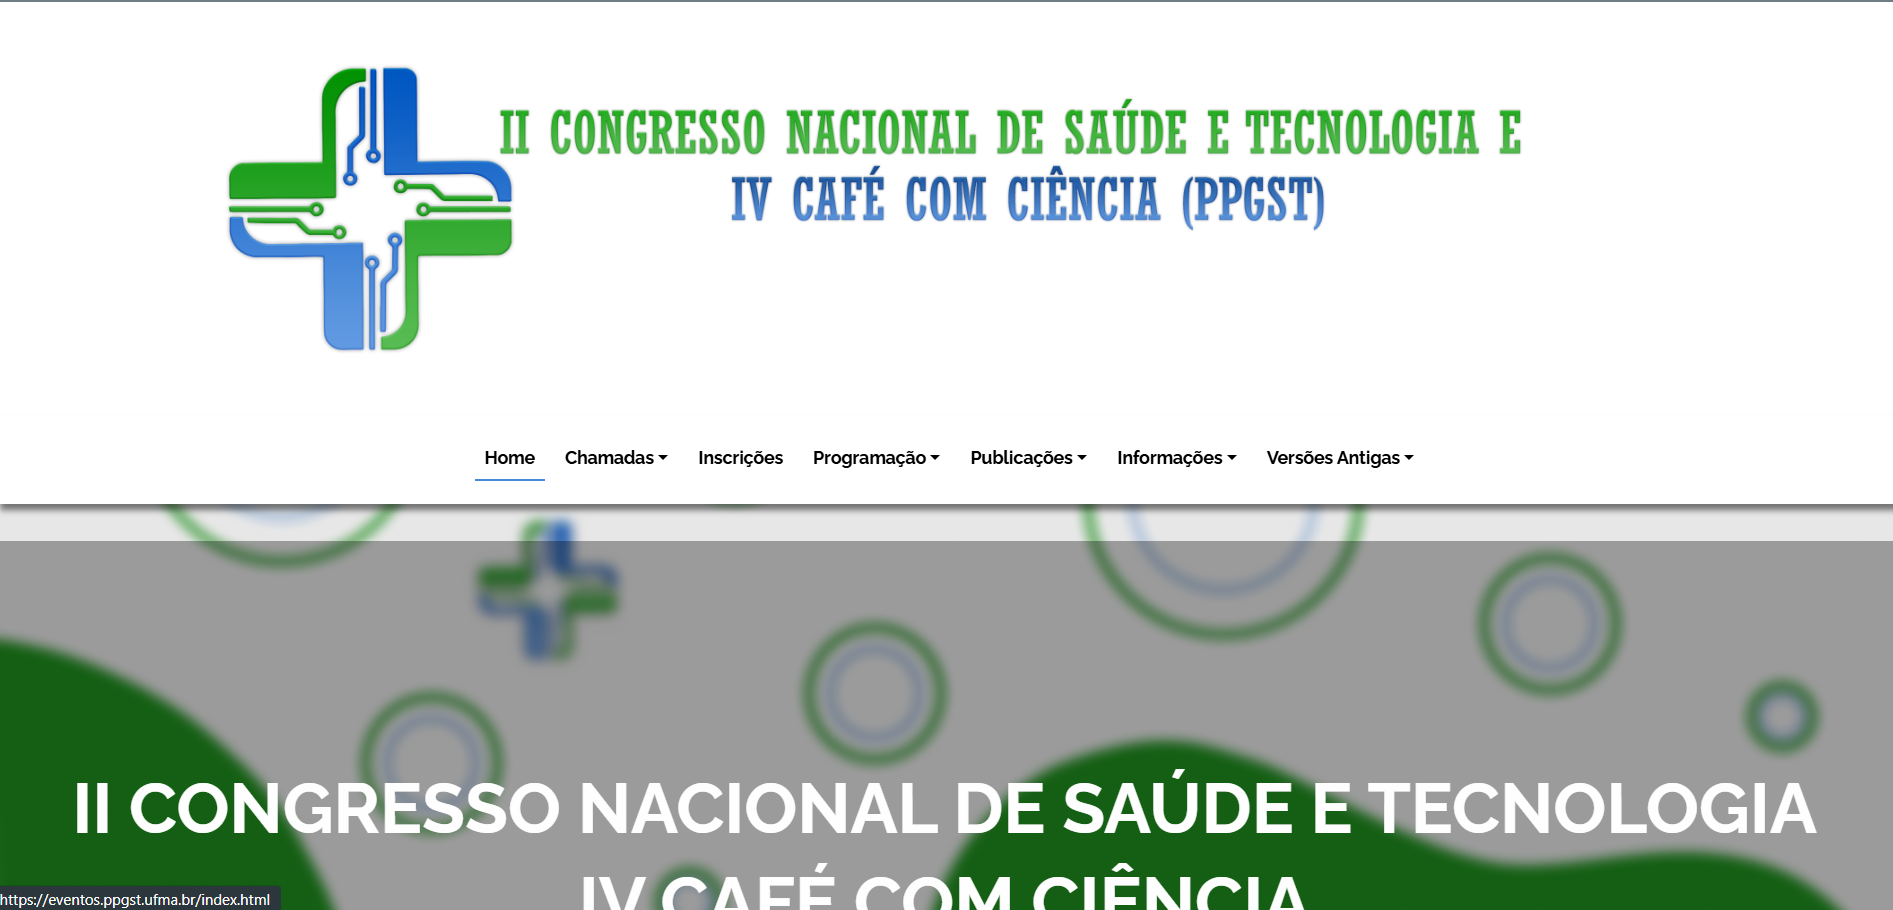 II CONGRESSO NACIONAL DE SAÚDE E TECNOLOGIA E
IV CAFÉ COM CIÊNCIA (PPGST)
Home Chamadas Inscrições Programação Publicações Informações Versões Antigas
II CONGRESSO NACIONAL DE SAÚDE E TECNOLOGIA
IV CAFÉ COM CIÊNCIA
https://eventos.ppgst.ufma.br/index.html